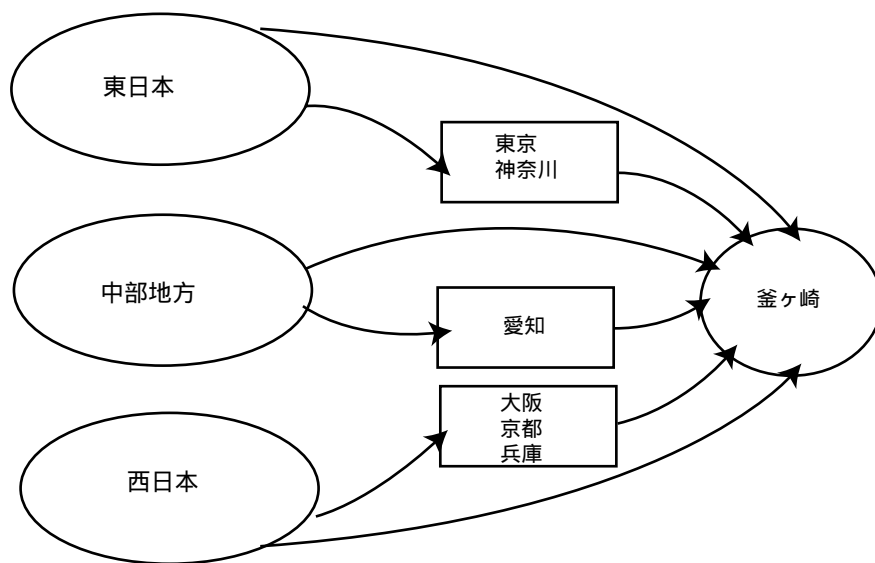 東日本
東京
神奈川
中部地方
釜ヶ崎
愛知
大阪
京都
兵庫
西日本